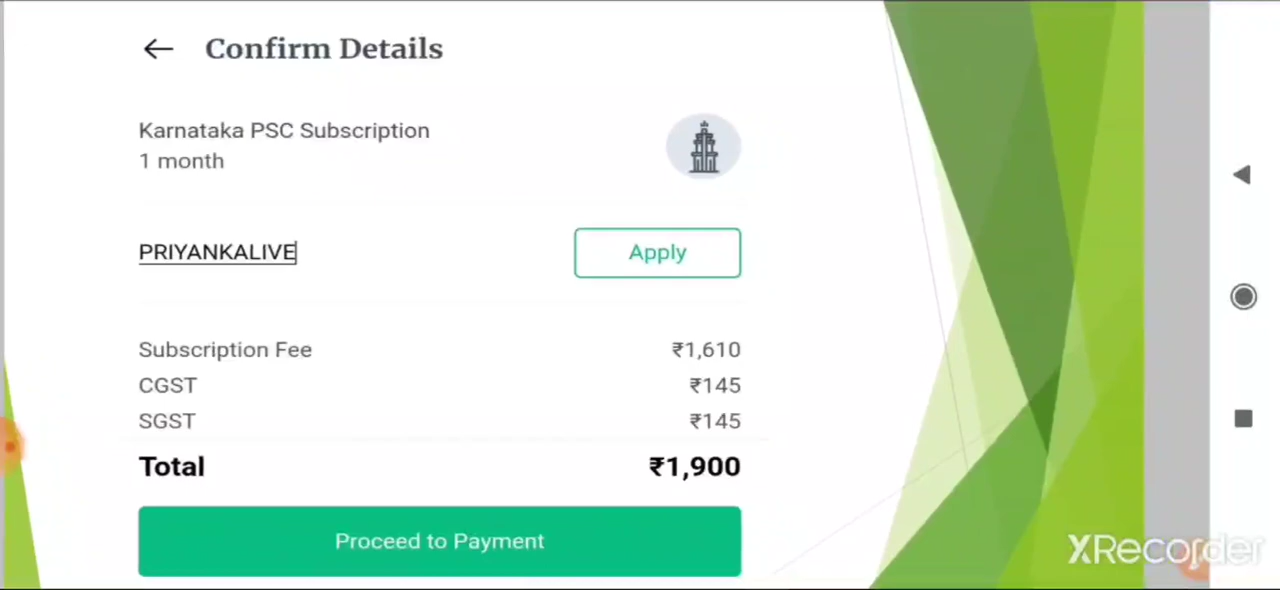 Confirm Details
Karnataka PSC Subscription
1 month
PRIYANKALIVE
Apply
Subscription Fee ₹1,610
CGST ₹145
SGST ₹145
Total ₹1,900
Proceed to Payment
XRecorder